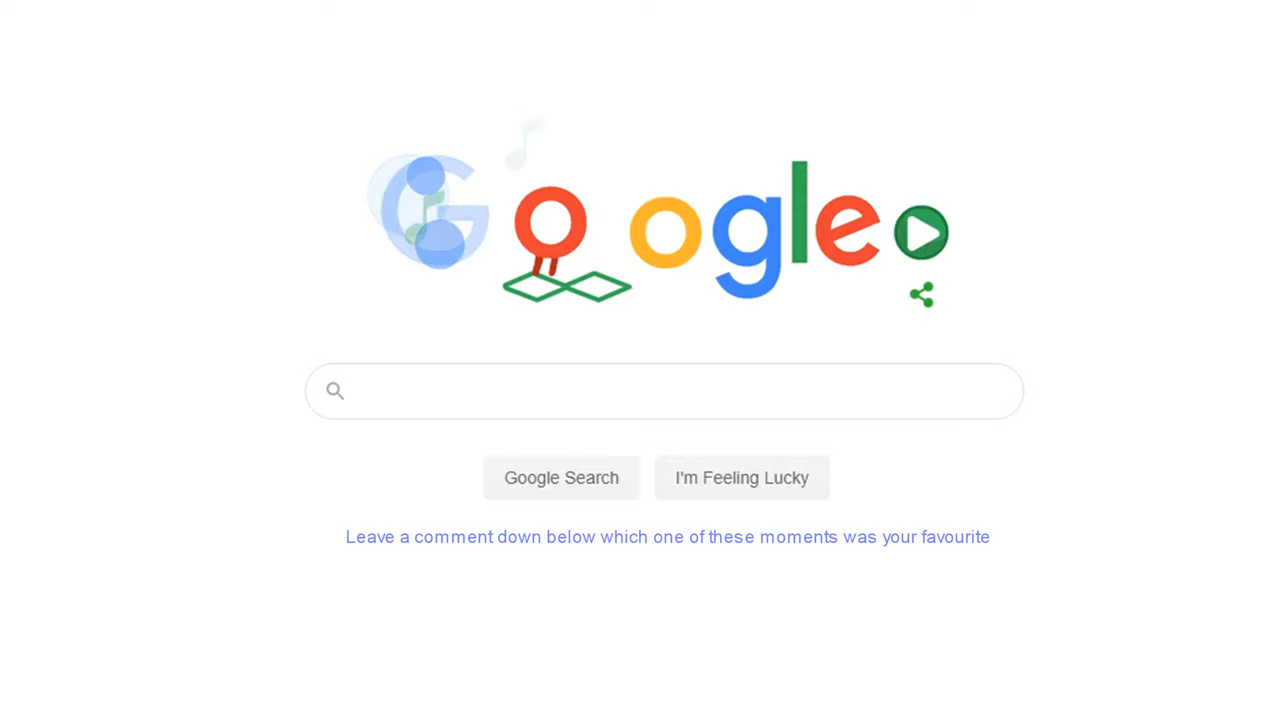 Google
Google Search
I'm Feeling Lucky
Leave a comment down below which one of these moments was your favourite